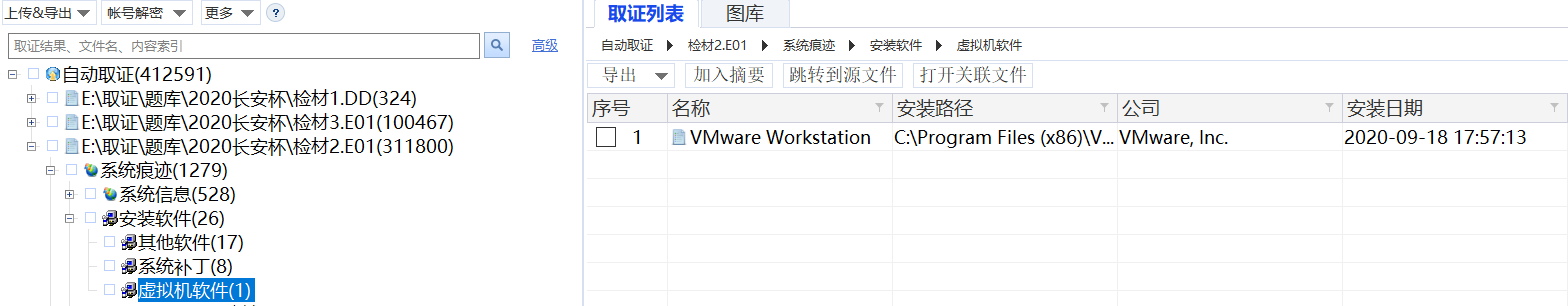 上传&导出 帐号解密 更多 ?
取证结果、文件名、内容索引 高级
自动取证(412591)
E:\取证\题库\2020长安杯\检材1.DD(324)
E:\取证\题库\2020长安杯\检材3.E01(100467)
E:\取证\题库\2020长安杯\检材2.E01(311800)
系统痕迹(1279)
系统信息(528)
安装软件(26)
其他软件(17)
系统补丁(8)
虚拟机软件(1)
取证列表 图库
自动取证 检材2.E01 系统痕迹 安装软件 虚拟机软件
导出 加入摘要 跳转到源文件 打开关联文件
序号 名称 安装路径 公司 安装日期
1 VMware Workstation C:\Program Files (x86)\V... VMware, Inc. 2020-09-18 17:57:13